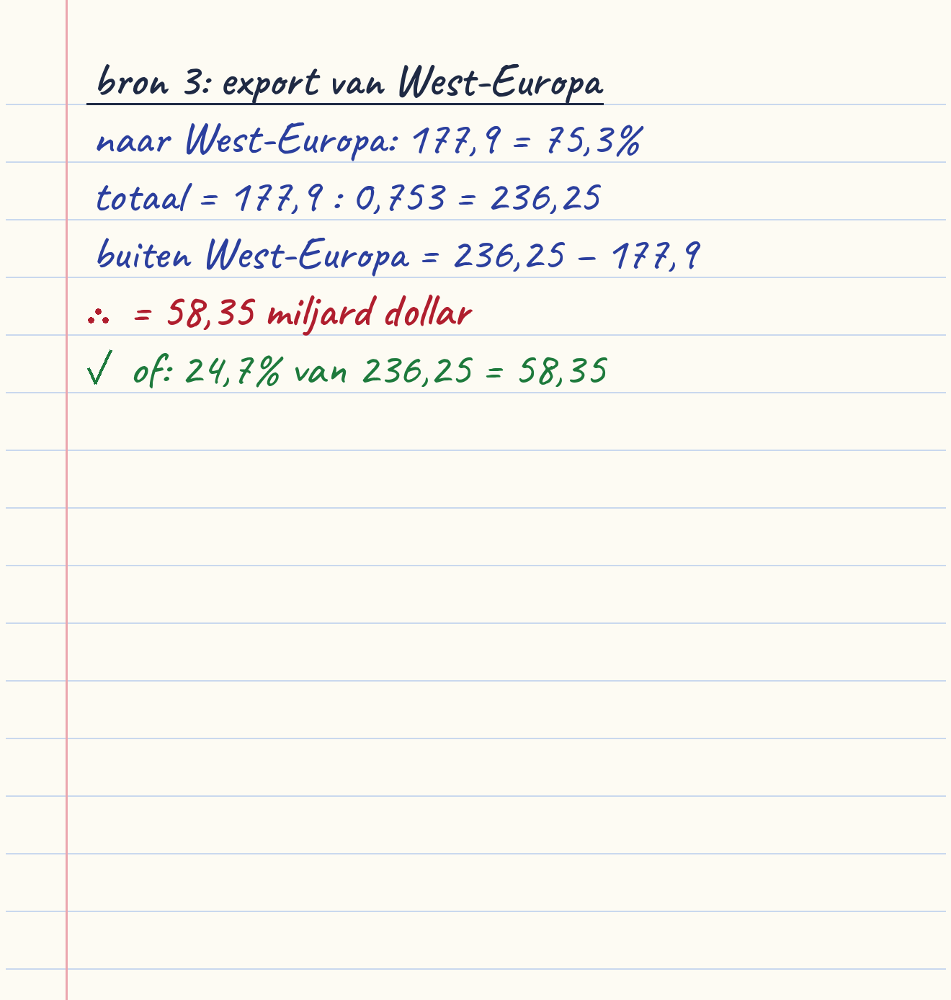 bron 3: export van West-Europa
naar West-Europa: 177,9 = 75,3%
totaal = 177,9 : 0,753 = 236,25
buiten West-Europa = 236,25 – 177,9
∴ = 58,35 miljard dollar
✓ of: 24,7% van 236,25 = 58,35